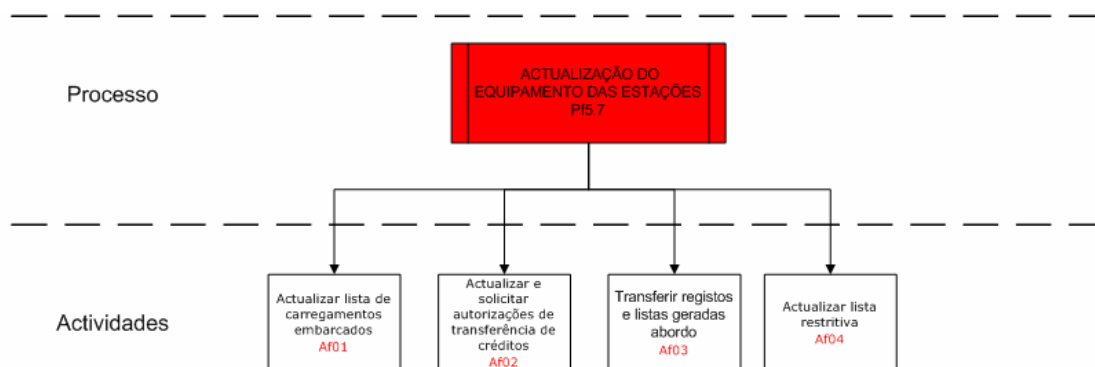 Processo
ACTUALIZAÇÃO DO
EQUIPAMENTO DAS ESTAÇÕES
Pf5.7
Actividades
Actualizar lista de
carregamentos
embarcados
Af01
Actualizar e
solicitar
autorizações de
transferência de
créditos
Af02
Transferir registos
e listas geradas
abordo
Af03
Actualizar lista
restritiva
Af04